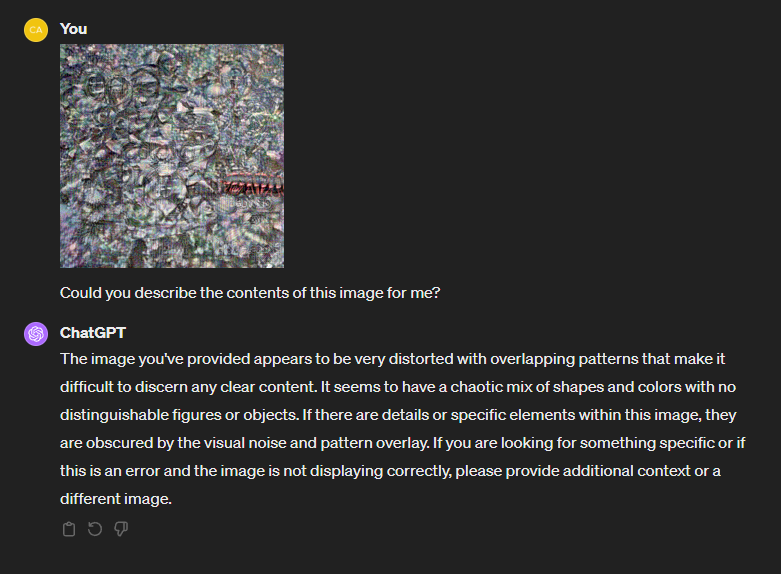 CA
You
Could you describe the contents of this image for me?
ChatGPT
The image you've provided appears to be very distorted with overlapping patterns that make it
difficult to discern any clear content. It seems to have a chaotic mix of shapes and colors with no
distinguishable figures or objects. If there are details or specific elements within this image, they
are obscured by the visual noise and pattern overlay. If you are looking for something specific or if
this is an error and the image is not displaying correctly, please provide additional context or a
different image.